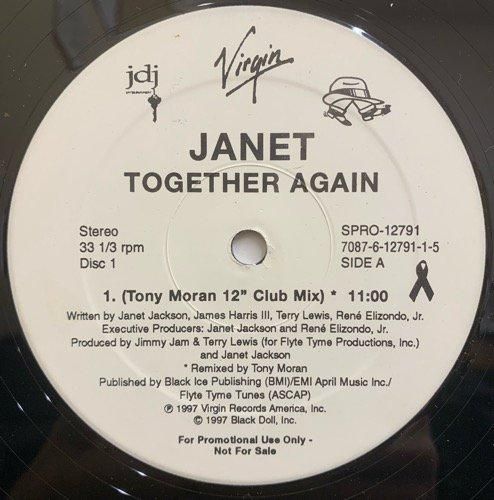 jdj
Virgin
JANET
TOGETHER AGAIN
Stereo
33 1/3 rpm
Disc 1
SPRO-12791
7087-6-12791-1-5
SIDE A
1. (Tony Moran 12" Club Mix) * 11:00
Written by Janet Jackson, James Harris III, Terry Lewis, René Elizondo, Jr.
Executive Producers: Janet Jackson and René Elizondo, Jr.
Produced by Jimmy Jam & Terry Lewis (for Flyte Tyme Productions, Inc.)
and Janet Jackson
* Remixed by Tony Moran
Published by Black Ice Publishing (BMI)/EMI April Music Inc./
Flyte Tyme Tunes (ASCAP)
℗ 1997 Virgin Records America, Inc.
© 1997 Black Doll, Inc.
For Promotional Use Only -
Not For Sale